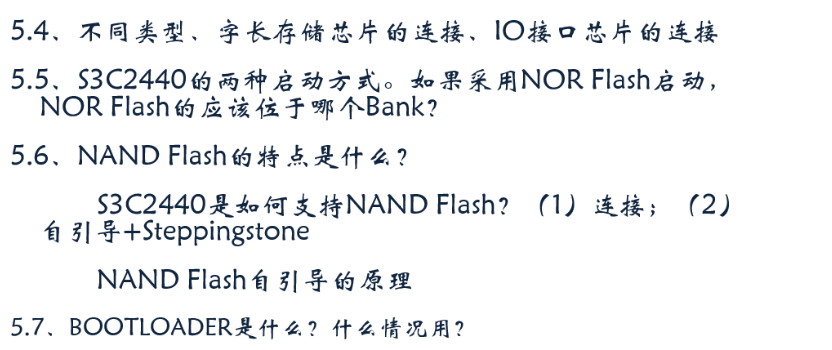 5.4、不同类型、字长存储芯片的连接、IO接口芯片的连接
5.5、S3C2440的两种启动方式。如果采用NOR Flash启动，
NOR Flash的应该位于哪个Bank？
5.6、NAND Flash的特点是什么？
S3C2440是如何支持NAND Flash？（1）连接；（2）
自引导+Steppingstone
NAND Flash自引导的原理
5.7、BOOTLOADER是什么？什么情况用？